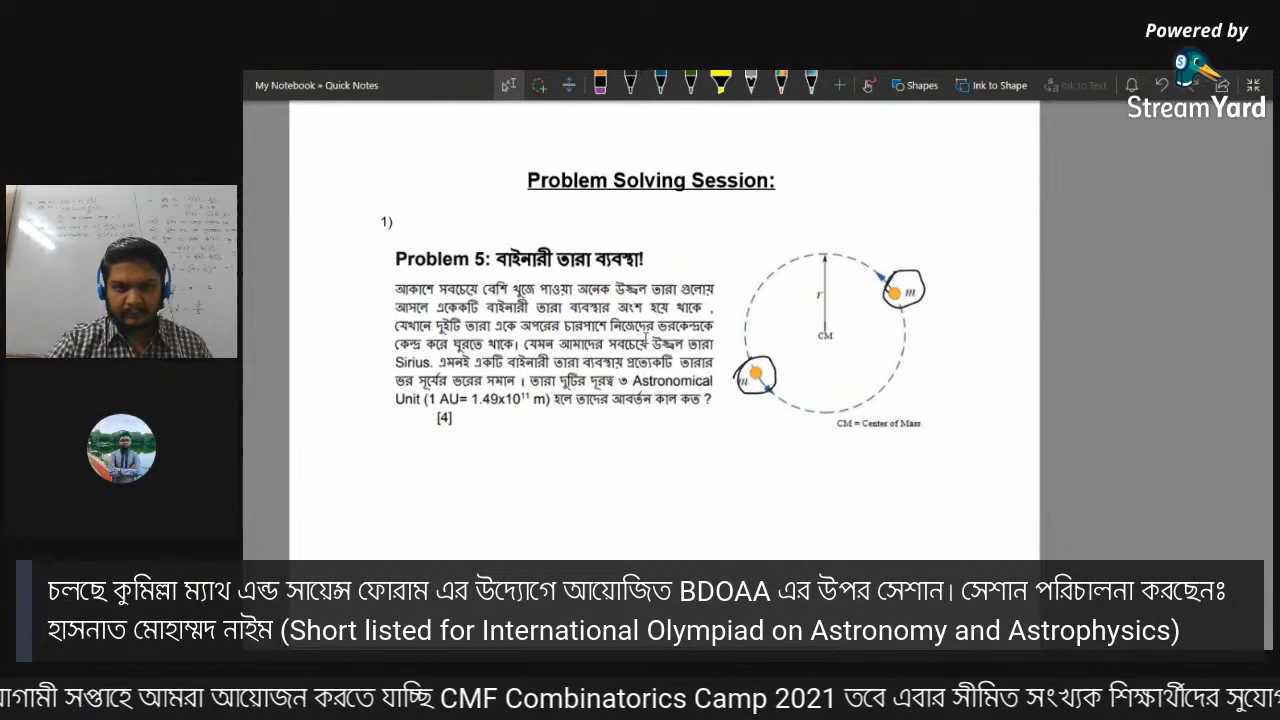 Powered by
StreamYard
My Notebook » Quick Notes
Shapes
Ink to Shape
Ink to Text
Problem Solving Session:
1)
Problem 5: বাইনারী তারা ব্যবস্থা!
আকাশে সবচেয়ে বেশি খুজে পাওয়া অনেক উজ্জল তারা গুলোয়
আসলে একেকটি বাইনারী তারা ব্যবস্থার অংশ হয়ে থাকে ,
যেখানে দূইটি তারা একে অপরের চারপাশে নিজেদের ভরকেন্দ্রকে
কেন্দ্র করে ঘুরতে থাকে। যেমন আমাদের সবচেয়ে উজ্জল তারা
Sirius. এমনই একটি বাইনারী তারা ব্যবস্থায় প্রত্যেকটি তারার
ভর সূর্যের ভরের সমান । তারা দুটির দূরত্ব ৩ Astronomical
Unit (1 AU= 1.49x10¹¹ m) হলে তাদের আবর্তন কাল কত ?
[4]
r
m
CM
m
CM = Center of Mass
চলছে কুমিল্লা ম্যাথ এন্ড সায়েন্স ফোরাম এর উদ্যোগে আয়োজিত BDOAA এর উপর সেশান। সেশান পরিচালনা করছেনঃ
হাসনাত মোহাম্মদ নাইম (Short listed for International Olympiad on Astronomy and Astrophysics)
আগামী সপ্তাহে আমরা আয়োজন করতে যাচ্ছি CMF Combinatorics Camp 2021 তবে এবার সীমিত সংখ্যক শিক্ষার্থীদের